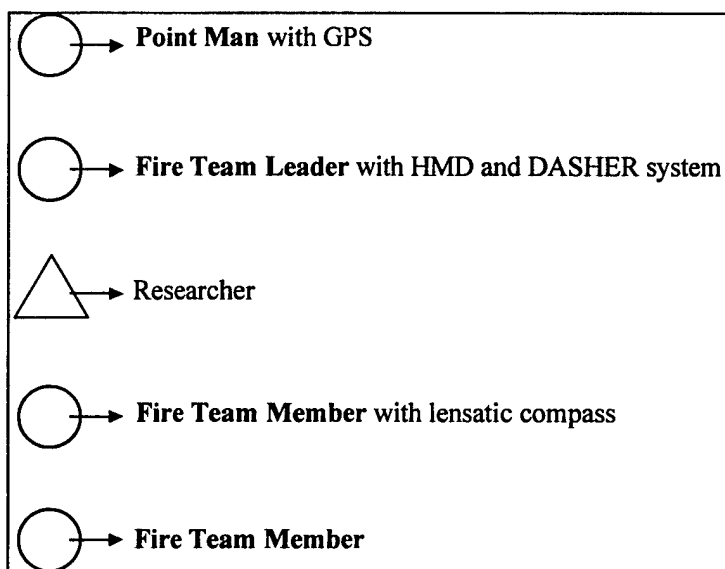 Point Man with GPS
Fire Team Leader with HMD and DASHER system
Researcher
Fire Team Member with lensatic compass
Fire Team Member